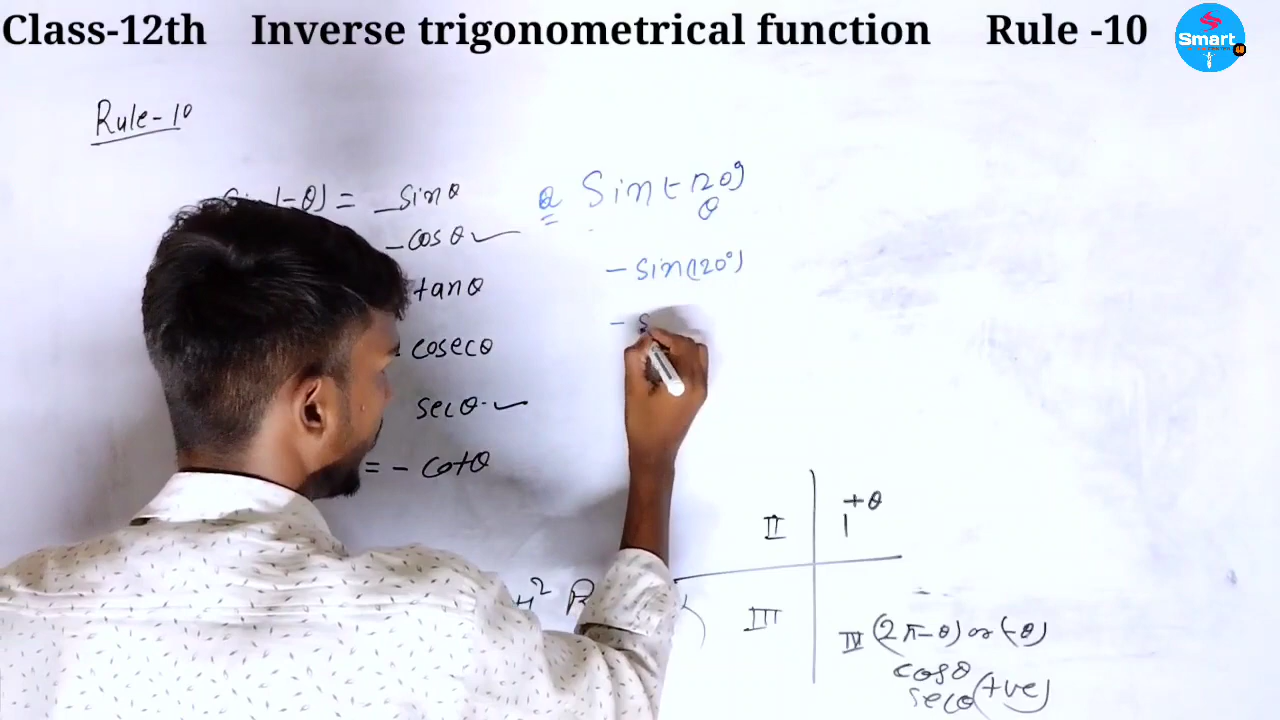 Class-12th Inverse trigonometrical function Rule -10
Smart
Rule-10
(-θ) = -sinθ
-cosθ ✓
tanθ
cosecθ
secθ ✓
= - cotθ
Q Sin(-120°)
θ
- sin(120°)
- s
II
+θ
I
III
IV (2π-θ) or (-θ)
cosθ
secθ (+ve)